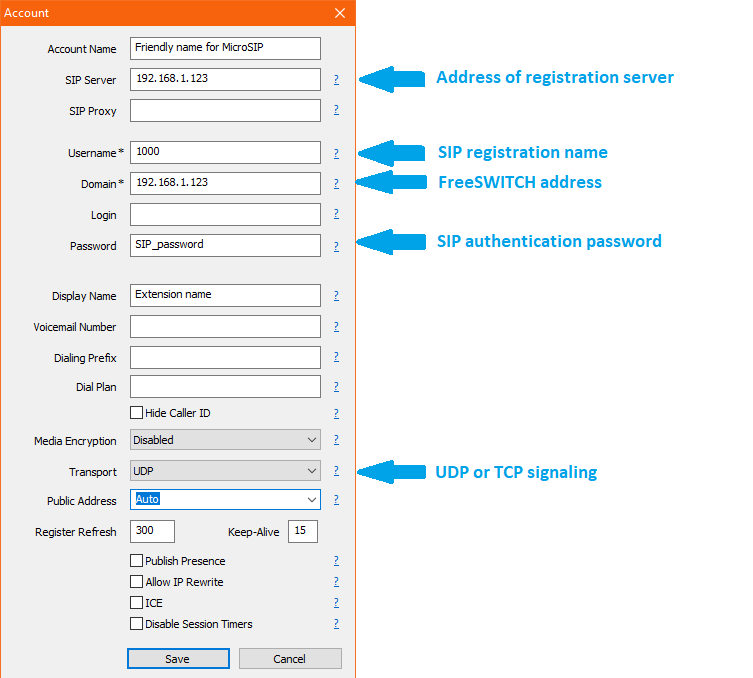 Account
Account Name Friendly name for MicroSIP
SIP Server 192.168.1.123 ? Address of registration server
SIP Proxy ?
Username * 1000 ? SIP registration name
Domain * 192.168.1.123 ? FreeSWITCH address
Login ?
Password SIP_password ? SIP authentication password
Display Name Extension name ?
Voicemail Number ?
Dialing Prefix ?
Dial Plan ?
Hide Caller ID ?
Media Encryption Disabled ?
Transport UDP ? UDP or TCP signaling
Public Address Auto ?
Register Refresh 300 Keep-Alive 15
Publish Presence ?
Allow IP Rewrite ?
ICE ?
Disable Session Timers ?
Save Cancel